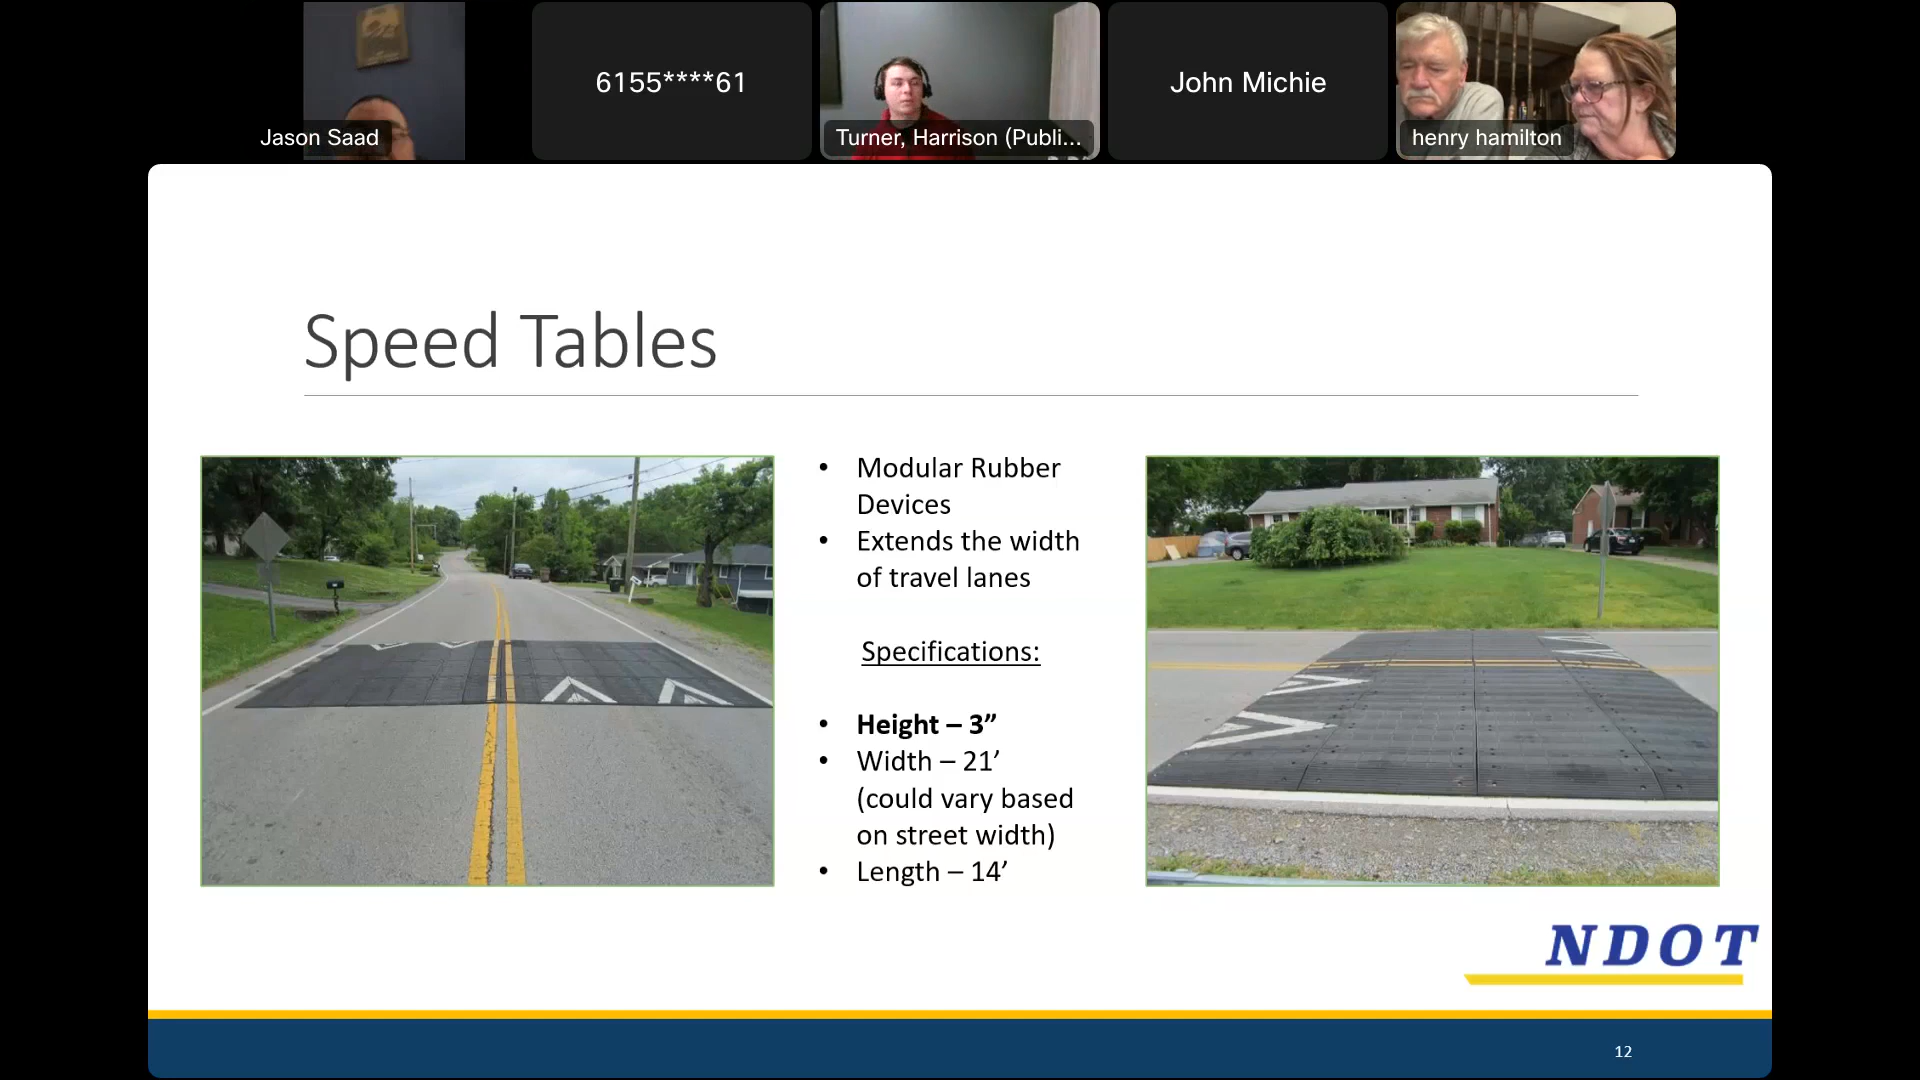 Jason Saad
6155****61
Turner, Harrison (Publi...
John Michie
henry hamilton
Speed Tables
• Modular Rubber
Devices
• Extends the width
of travel lanes
Specifications:
• Height – 3”
• Width – 21’
(could vary based
on street width)
• Length – 14’
NDOT
12